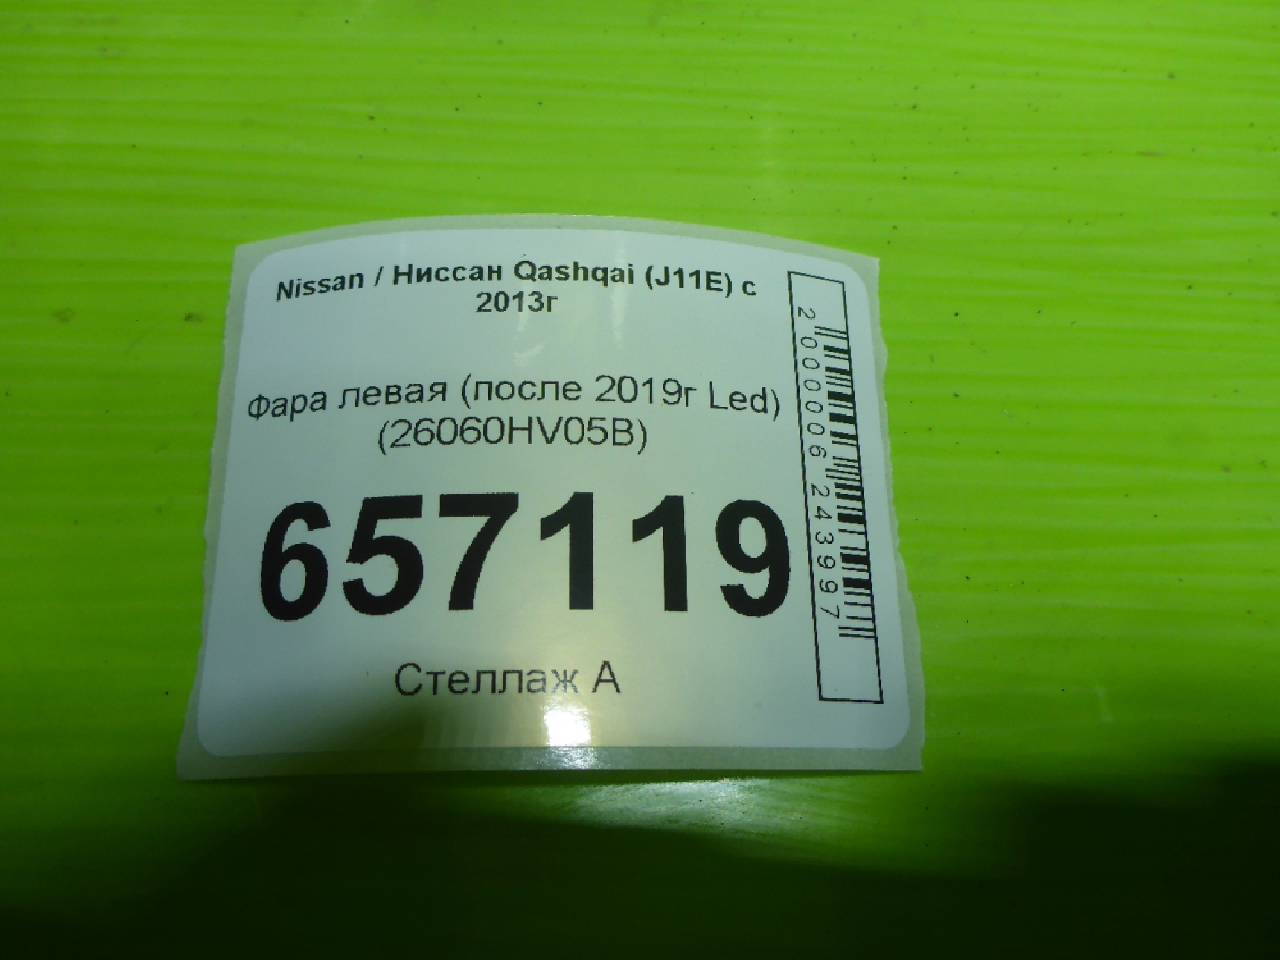 Nissan / Ниссан Qashqai (J11E) с
2013г
Фара левая (после 2019г Led)
(26060HV05B)
657119
Стеллаж А
2000006243997